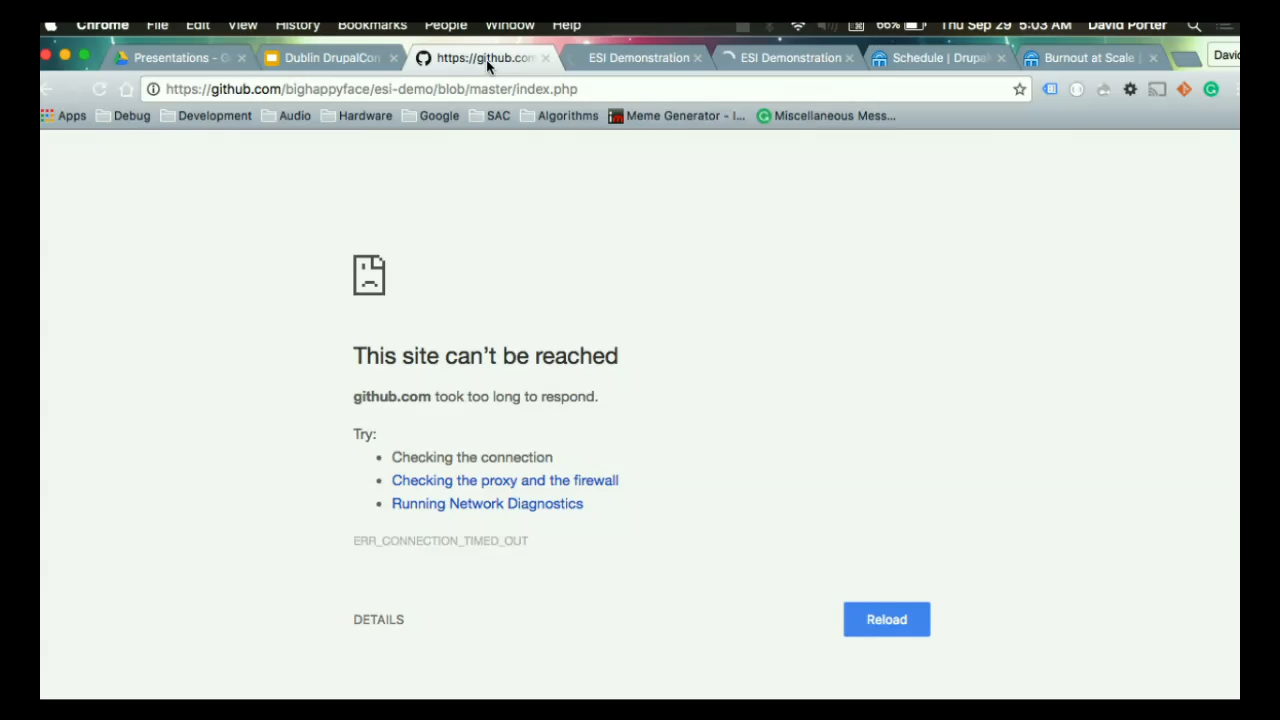 Chrome File Edit View History Bookmarks People Window Help 66% Thu Sep 29 5:03 AM David Porter
Presentations - G Dublin DrupalCon https://github.com ESI Demonstration ESI Demonstration Schedule | Drupal Burnout at Scale | David
https://github.com/bighappyface/esi-demo/blob/master/index.php
Apps Debug Development Audio Hardware Google SAC Algorithms Meme Generator - I... Miscellaneous Mess...
This site can't be reached
github.com took too long to respond.
Try:
• Checking the connection
• Checking the proxy and the firewall
• Running Network Diagnostics
ERR_CONNECTION_TIMED_OUT
DETAILS Reload